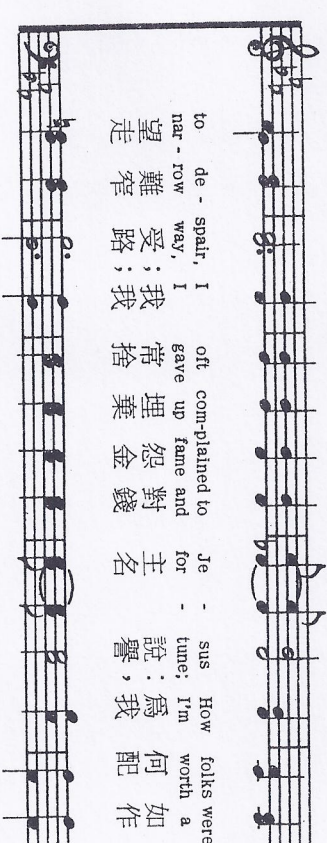 to de - spair, I oft com-plained to Je - sus How folks were
nar - row way, I gave up fame and for - tune; I'm worth a
望 難 受；我 常 埋 怨 對 主 說：爲 何 如
走 窄 路；我 捨 棄 金 錢 名 譽，我 配 作